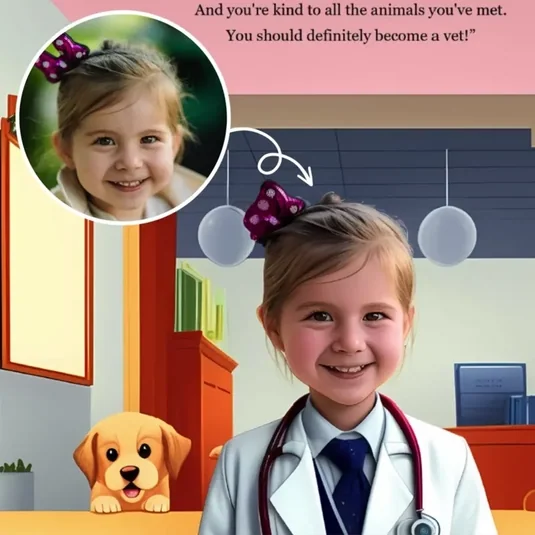 And you're kind to all the animals you've met.
You should definitely become a vet!”